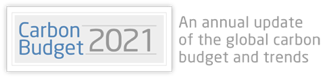 Carbon
Budget 2021
An annual update
of the global carbon
budget and trends